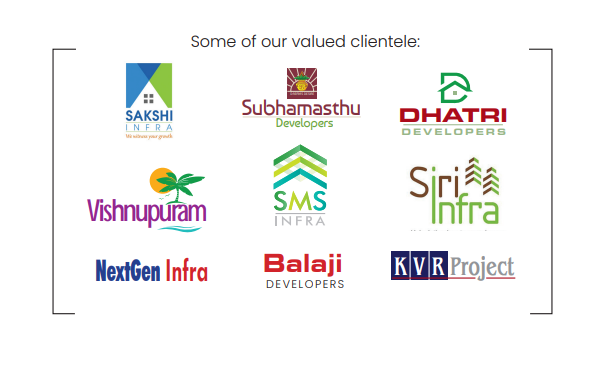 Some of our valued clientele:
SAKSHI
INFRA
We witness your growth
Subhamasthu
Developers
DHATRI
DEVELOPERS
Vishnupuram
SMS
INFRA
Siri
infra
NextGen Infra
Balaji
DEVELOPERS
KVR Project